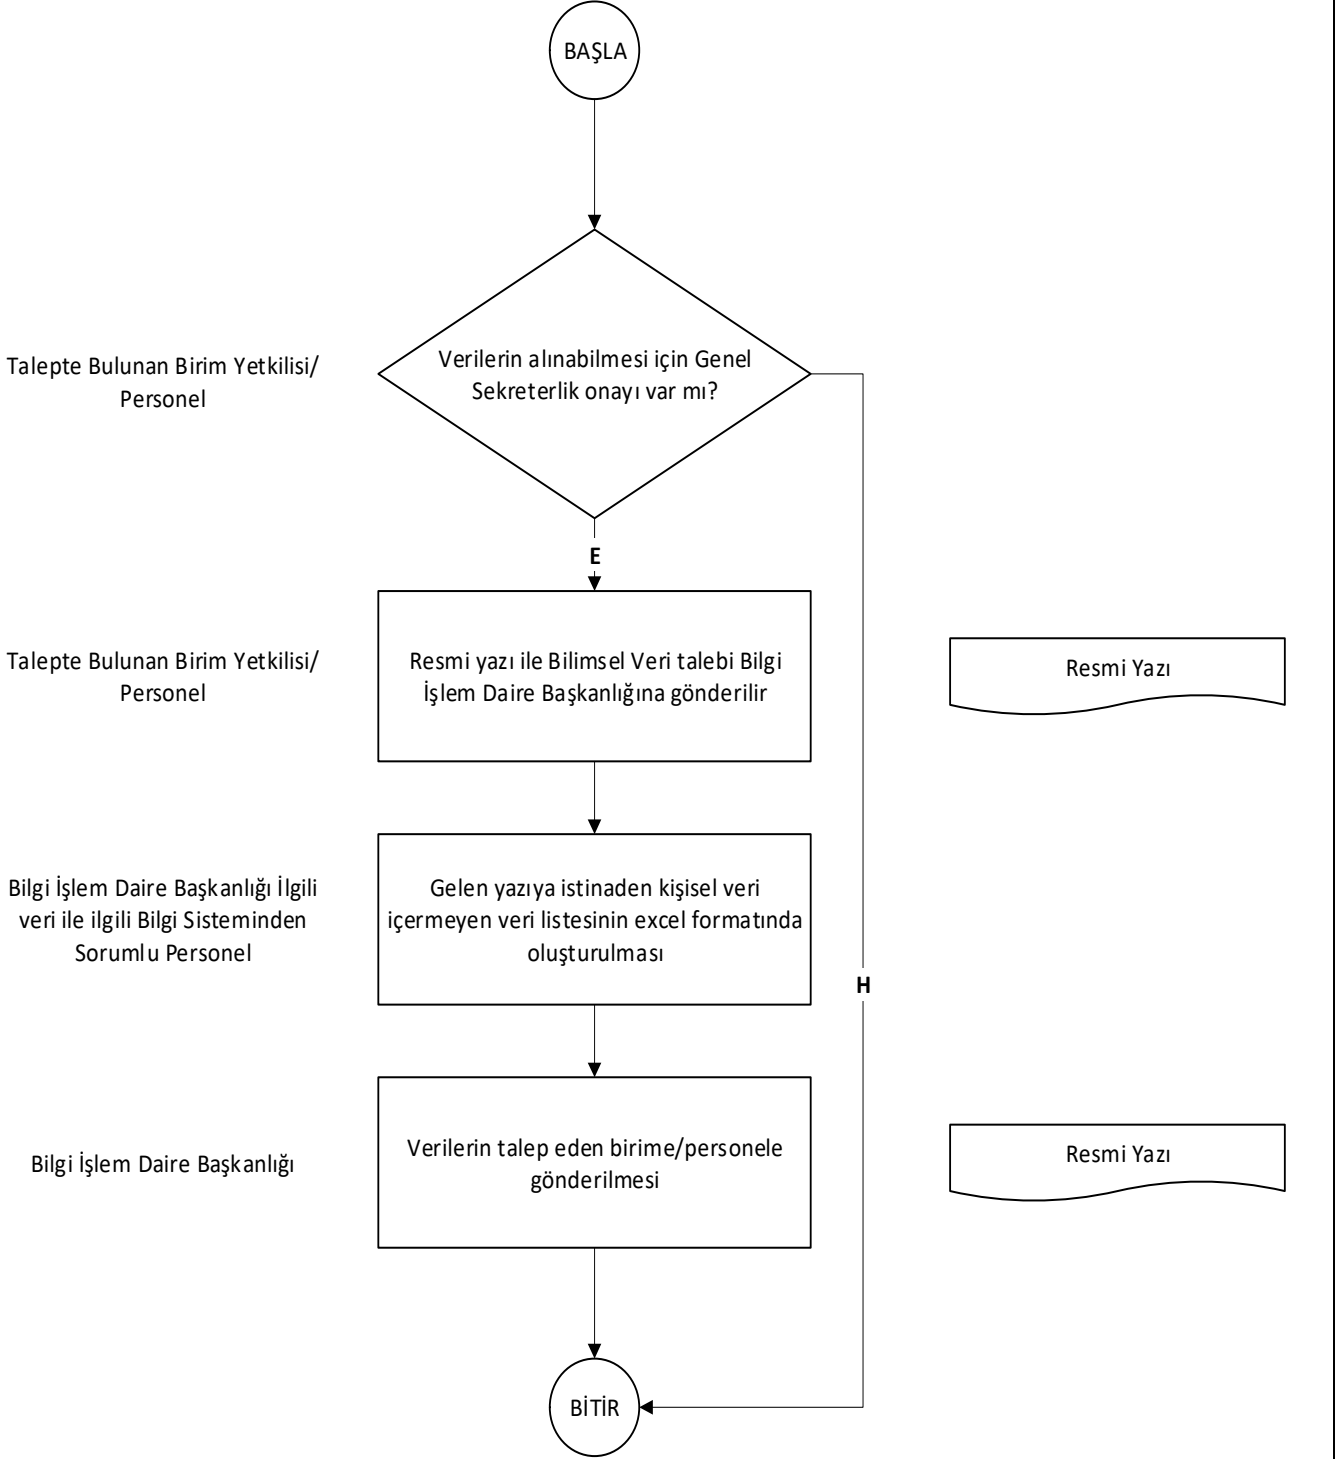 BAŞLA
Talepte Bulunan Birim Yetkilisi/
Personel
Verilerin alınabilmesi için Genel
Sekreterlik onayı var mı?
E
Talepte Bulunan Birim Yetkilisi/
Personel
Resmi yazı ile Bilimsel Veri talebi Bilgi
İşlem Daire Başkanlığına gönderilir
Resmi Yazı
Bilgi İşlem Daire Başkanlığı İlgili
veri ile ilgili Bilgi Sisteminden
Sorumlu Personel
Gelen yazıya istinaden kişisel veri
içermeyen veri listesinin excel formatında
oluşturulması
H
Bilgi İşlem Daire Başkanlığı
Verilerin talep eden birime/personele
gönderilmesi
Resmi Yazı
BİTİR